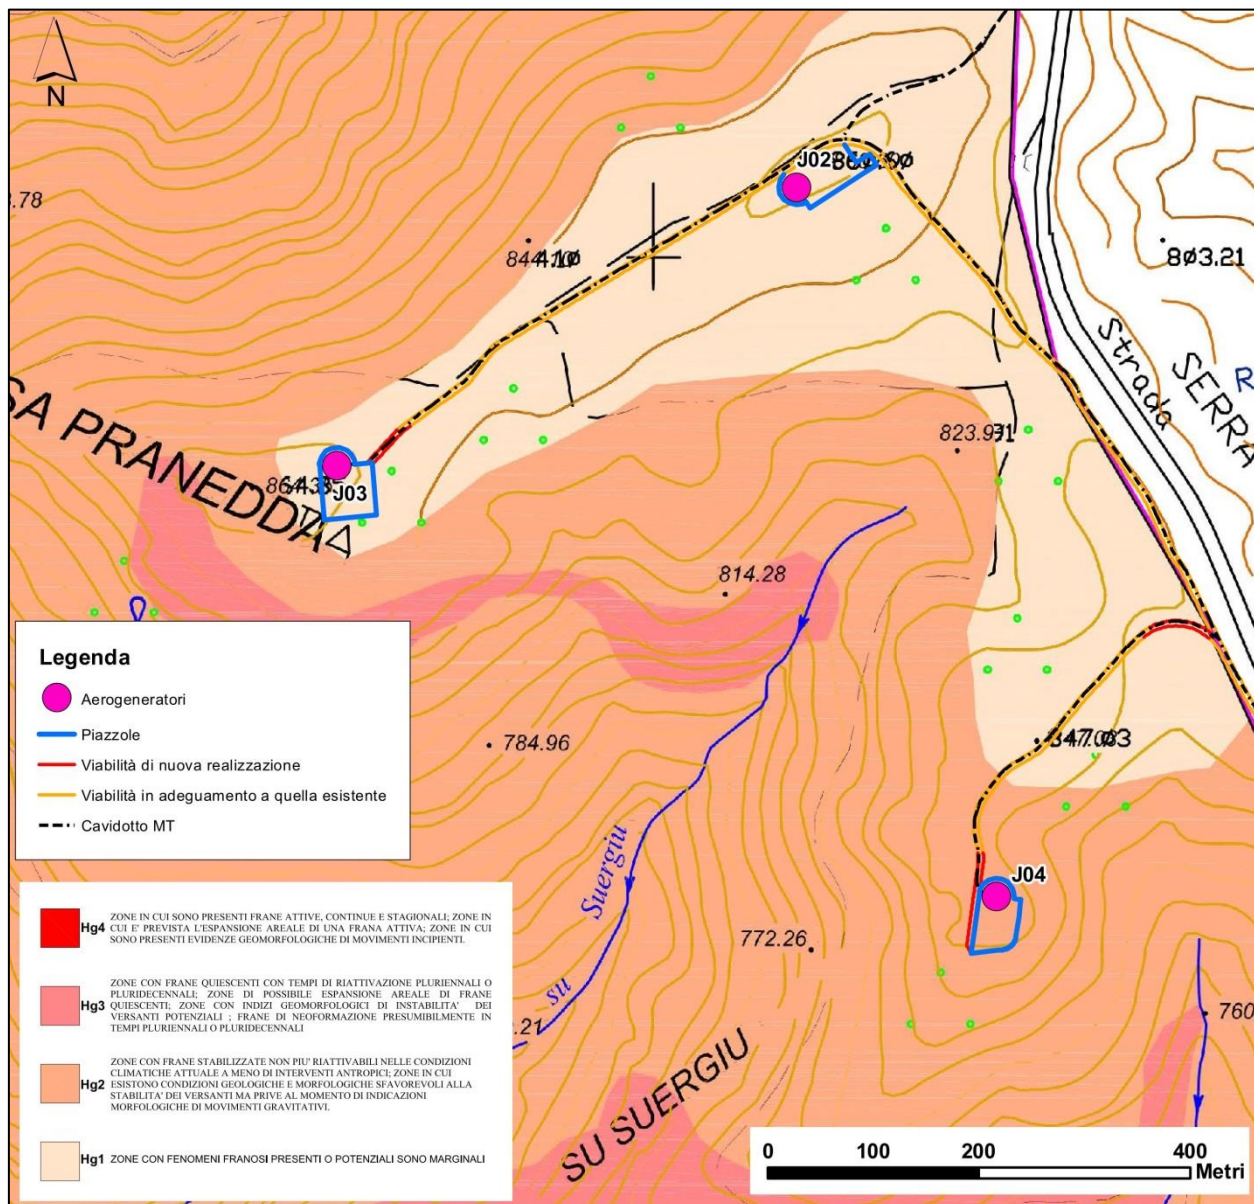 N
J02
803.21
844.10
Strada
SERRA
R
SA PRANEDDA
J03
823.91
814.28
784.96
847.03
J04
772.26
760
Suergiu
su
SU SUERGIU
Legenda
Aerogeneratori
Piazzole
Viabilità di nuova realizzazione
Viabilità in adeguamento a quella esistente
Cavidotto MT
Hg4 ZONE IN CUI SONO PRESENTI FRANE ATTIVE, CONTINUE E STAGIONALI; ZONE IN
CUI E' PREVISTA L'ESPANSIONE AREALE DI UNA FRANA ATTIVA; ZONE IN CUI
SONO PRESENTI EVIDENZE GEOMORFOLOGICHE DI MOVIMENTI INCIPIENTI.
Hg3 ZONE CON FRANE QUIESCENTI CON TEMPI DI RIATTIVAZIONE PLURIENNALI O
PLURIDECENNALI; ZONE DI POSSIBILE ESPANSIONE AREALE DI FRANE
QUIESCENTI; ZONE CON INDIZI GEOMORFOLOGICI DI INSTABILITA' DEI
VERSANTI POTENZIALI ; FRANE DI NEOFORMAZIONE PRESUMIBILMENTE IN
TEMPI PLURIENNALI O PLURIDECENNALI
Hg2 ZONE CON FRANE STABILIZZATE NON PIU' RIATTIVABILI NELLE CONDIZIONI
CLIMATICHE ATTUALE A MENO DI INTERVENTI ANTROPICI; ZONE IN CUI
ESISTONO CONDIZIONI GEOLOGICHE E MORFOLOGICHE SFAVOREVOLI ALLA
STABILITA' DEI VERSANTI MA PRIVE AL MOMENTO DI INDICAZIONI
MORFOLOGICHE DI MOVIMENTI GRAVITATIVI.
Hg1 ZONE CON FENOMENI FRANOSI PRESENTI O POTENZIALI SONO MARGINALI
0 100 200 400
Metri